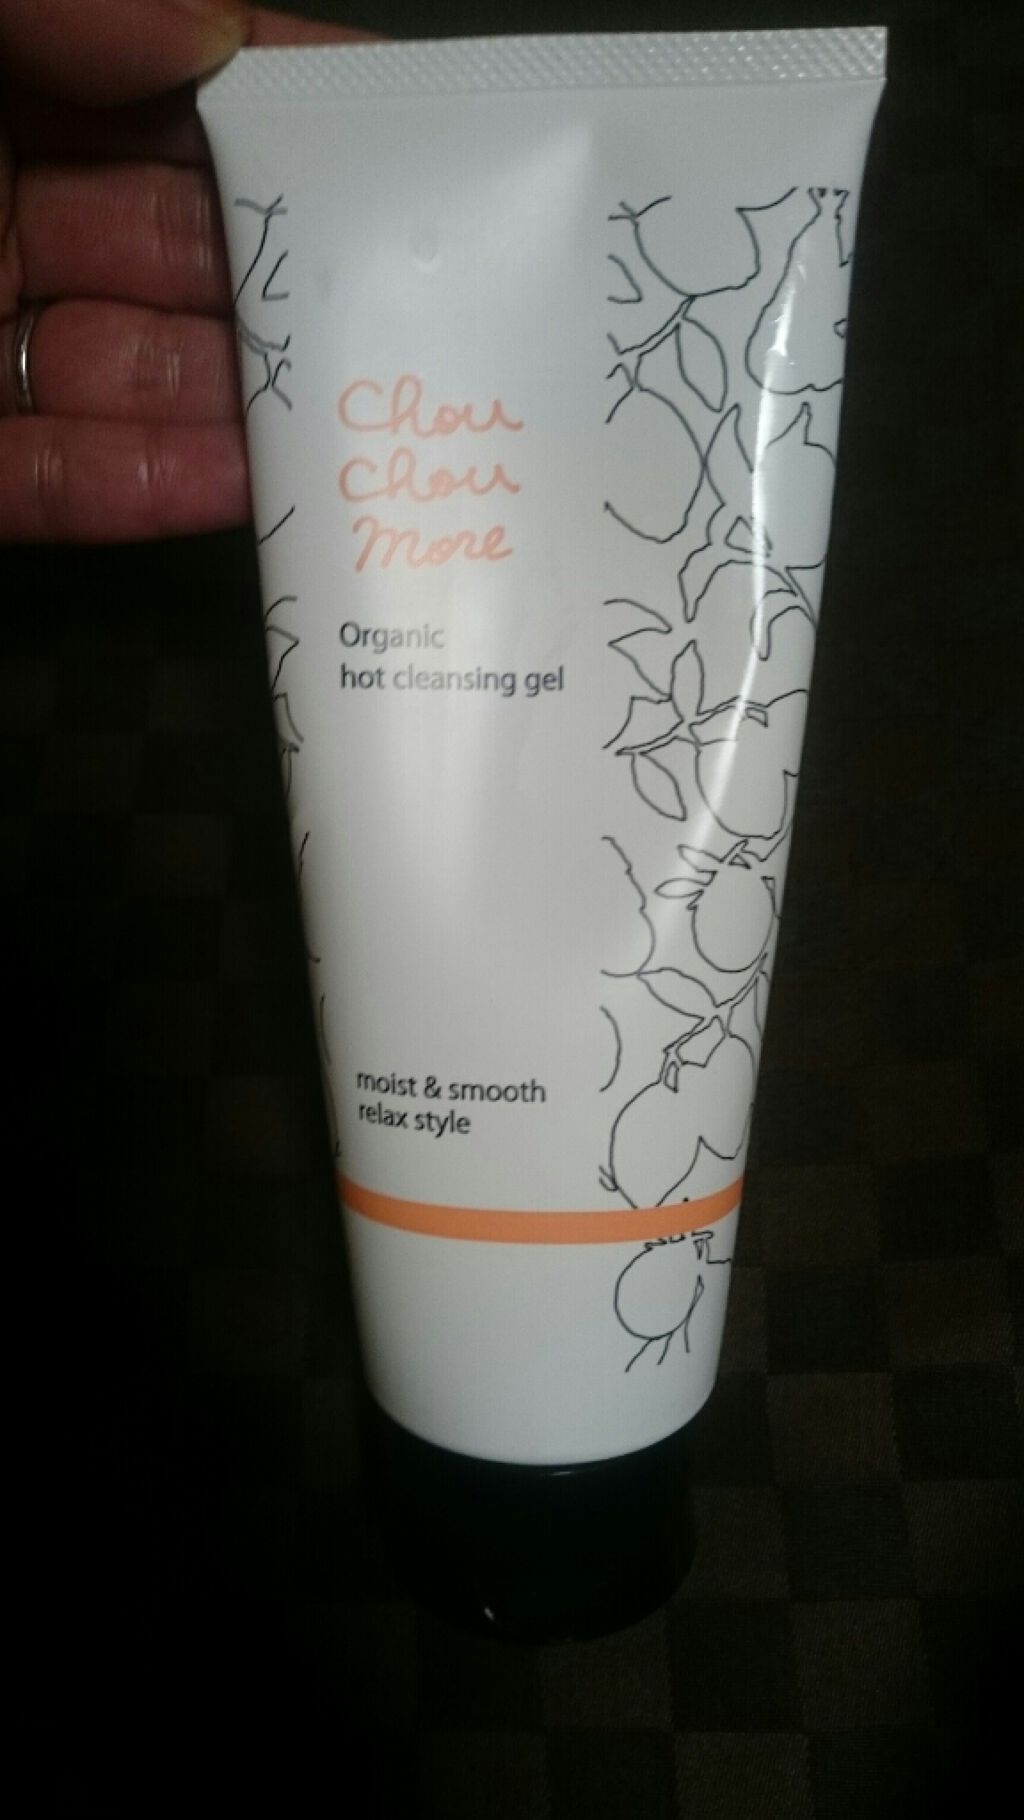 Chou
Chou
More
Organic
hot cleansing gel
moist & smooth
relax style